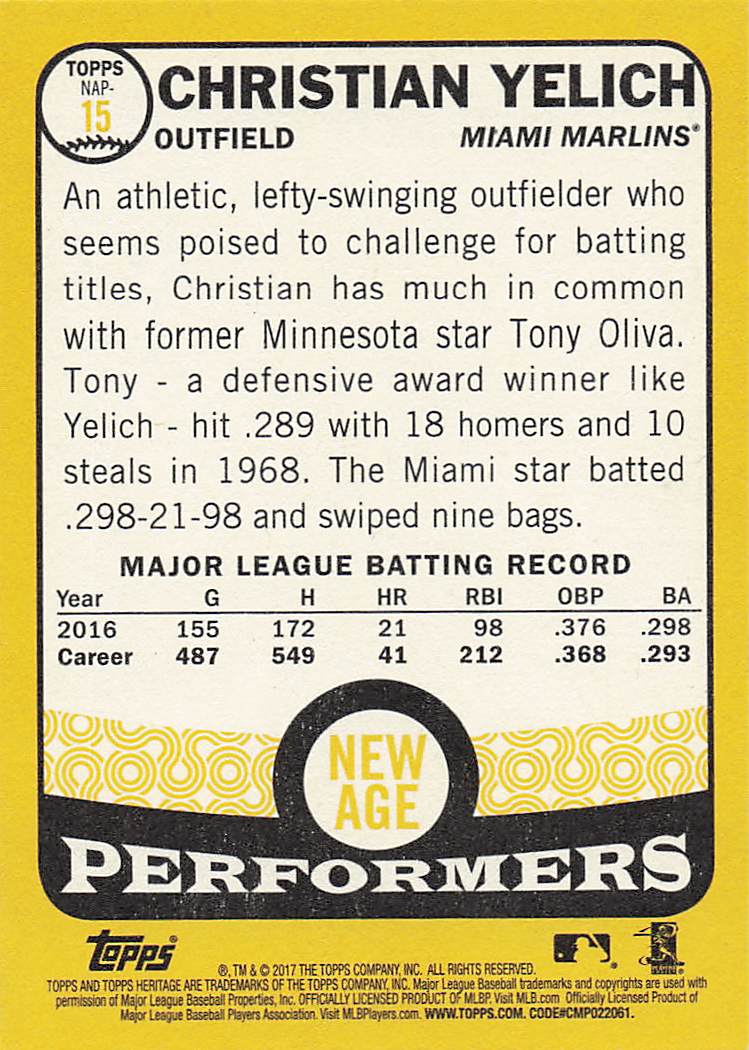 TOPPS
NAP-
15
CHRISTIAN YELICH
OUTFIELD MIAMI MARLINS®
An athletic, lefty-swinging outfielder who
seems poised to challenge for batting
titles, Christian has much in common
with former Minnesota star Tony Oliva.
Tony - a defensive award winner like
Yelich - hit .289 with 18 homers and 10
steals in 1968. The Miami star batted
.298-21-98 and swiped nine bags.
MAJOR LEAGUE BATTING RECORD
Year G H HR RBI OBP BA
2016 155 172 21 98 .376 .298
Career 487 549 41 212 .368 .293
NEW
AGE
PERFORMERS
topps®
®, TM & © 2017 THE TOPPS COMPANY, INC. ALL RIGHTS RESERVED.
TOPPS AND TOPPS HERITAGE ARE TRADEMARKS OF THE TOPPS COMPANY, INC. Major League Baseball trademarks and copyrights are used with
permission of Major League Baseball Properties, Inc. OFFICIALLY LICENSED PRODUCT OF MLBP. Visit MLB.com Officially Licensed Product of
Major League Baseball Players Association. Visit MLBPlayers.com. WWW.TOPPS.COM. CODE#CMP022061.